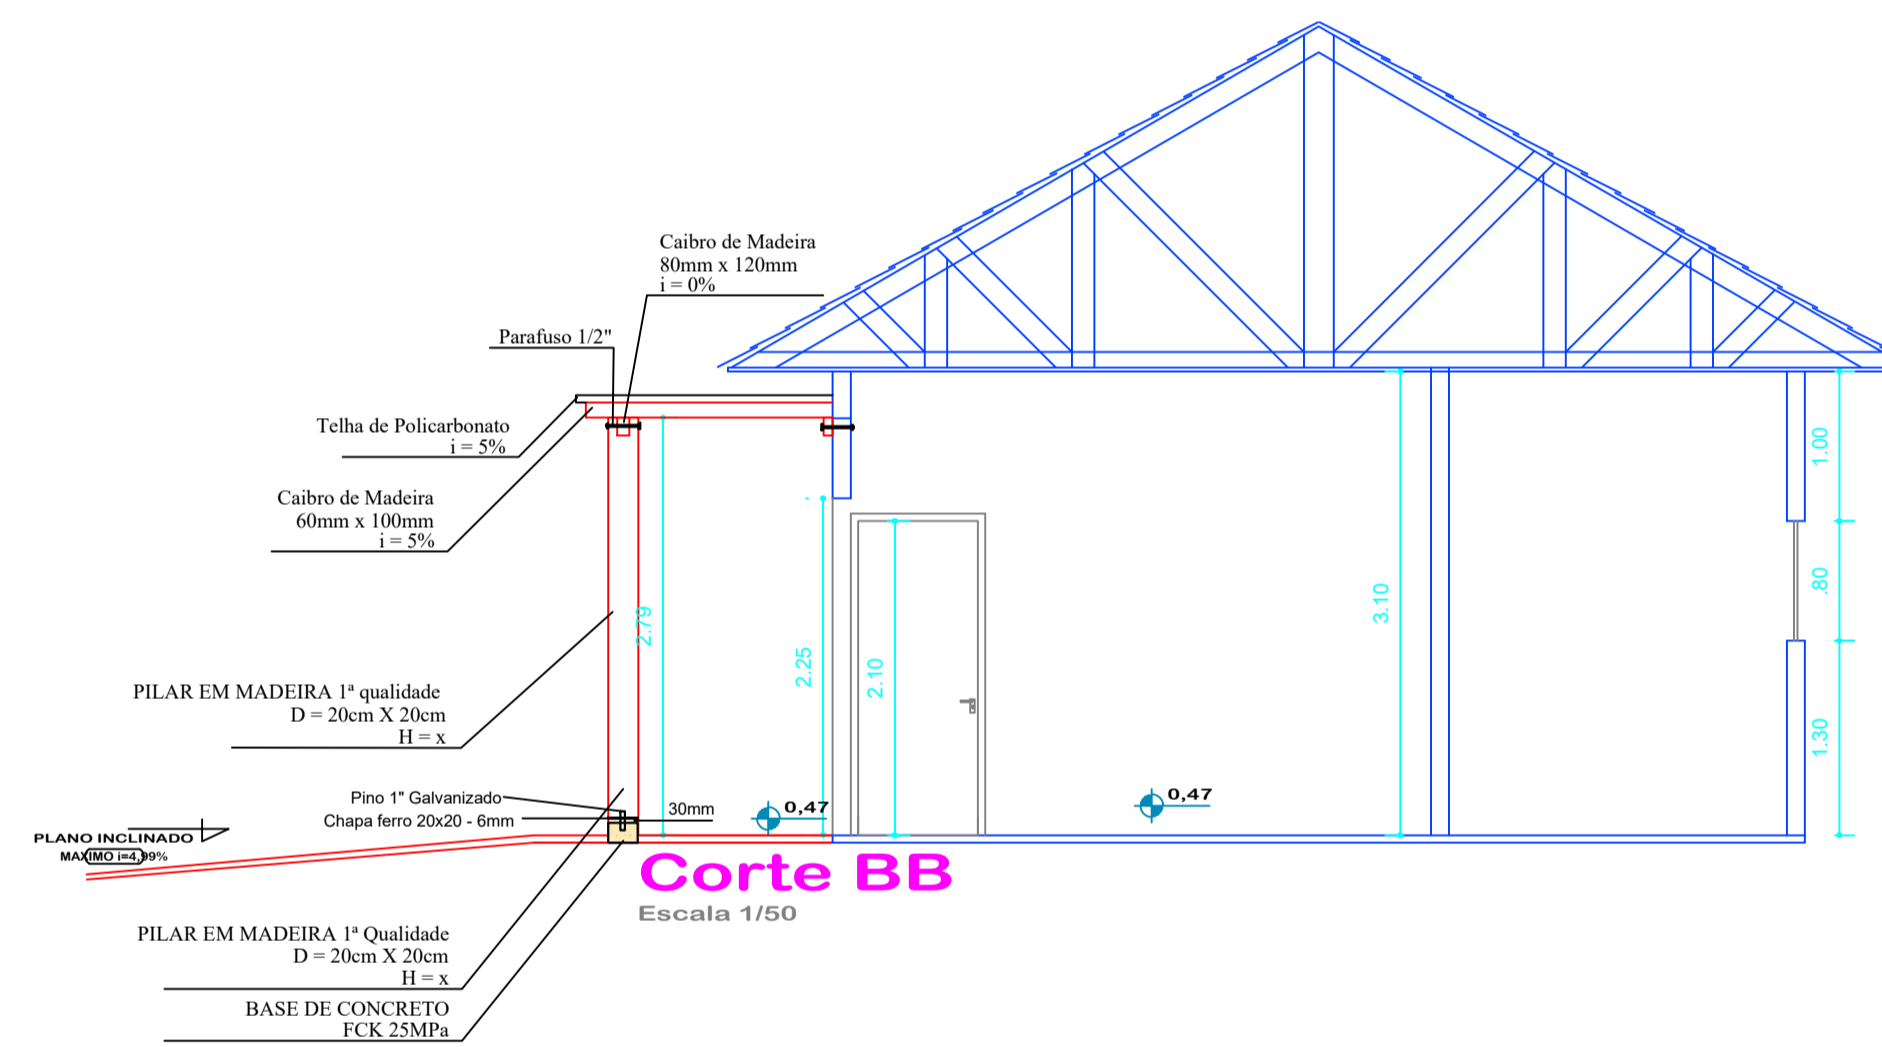 Caibro de Madeira
80mm x 120mm
i = 0%
Parafuso 1/2"
Telha de Policarbonato
i = 5%
Caibro de Madeira
60mm x 100mm
i = 5%
PILAR EM MADEIRA 1ª qualidade
D = 20cm X 20cm
H = x
2.79
2.25
2.10
3.10
1.00
.80
1.30
Pino 1" Galvanizado
Chapa ferro 20x20 - 6mm
30mm
0,47
0,47
PLANO INCLINADO
MAXIMO i=4,99%
Corte BB
Escala 1/50
PILAR EM MADEIRA 1ª Qualidade
D = 20cm X 20cm
H = x
BASE DE CONCRETO
FCK 25MPa